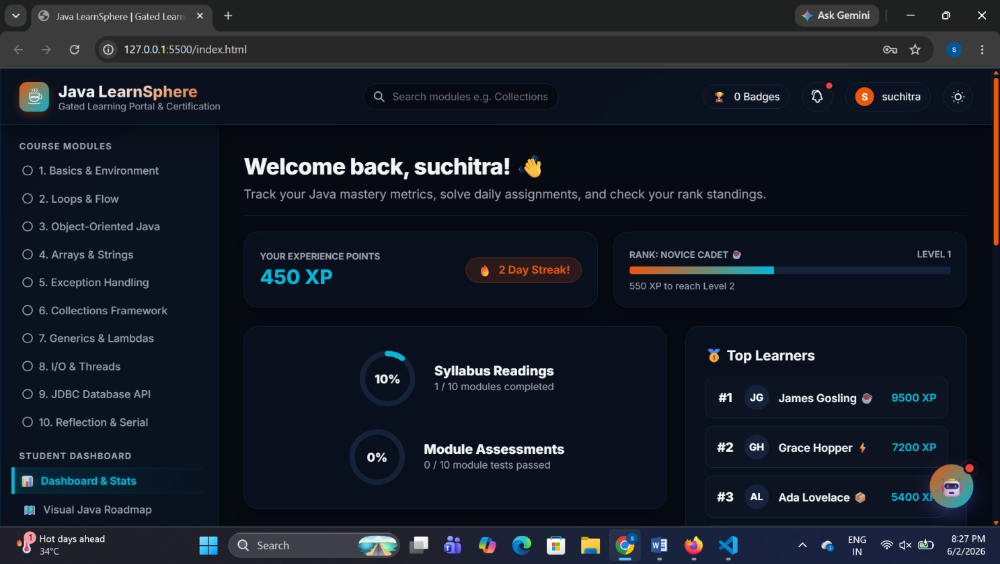 Java LearnSphere | Gated Learni
Ask Gemini
127.0.0.1:5500/index.html
S
Java LearnSphere
Gated Learning Portal & Certification
Search modules e.g. Collections
0 Badges
S
suchitra
COURSE MODULES
1. Basics & Environment
2. Loops & Flow
3. Object-Oriented Java
4. Arrays & Strings
5. Exception Handling
6. Collections Framework
7. Generics & Lambdas
8. I/O & Threads
9. JDBC Database API
10. Reflection & Serial
STUDENT DASHBOARD
Dashboard & Stats
Visual Java Roadmap
Welcome back, suchitra! 👋
Track your Java mastery metrics, solve daily assignments, and check your rank standings.
YOUR EXPERIENCE POINTS
450 XP
2 Day Streak!
RANK: NOVICE CADET
LEVEL 1
550 XP to reach Level 2
10%
Syllabus Readings
1 / 10 modules completed
0%
Module Assessments
0 / 10 module tests passed
Top Learners
#1 JG James Gosling 9500 XP
#2 GH Grace Hopper 7200 XP
#3 AL Ada Lovelace 5400 XP
1
Hot days ahead
34°C
Search
ENG
IN
8:27 PM
6/2/2026